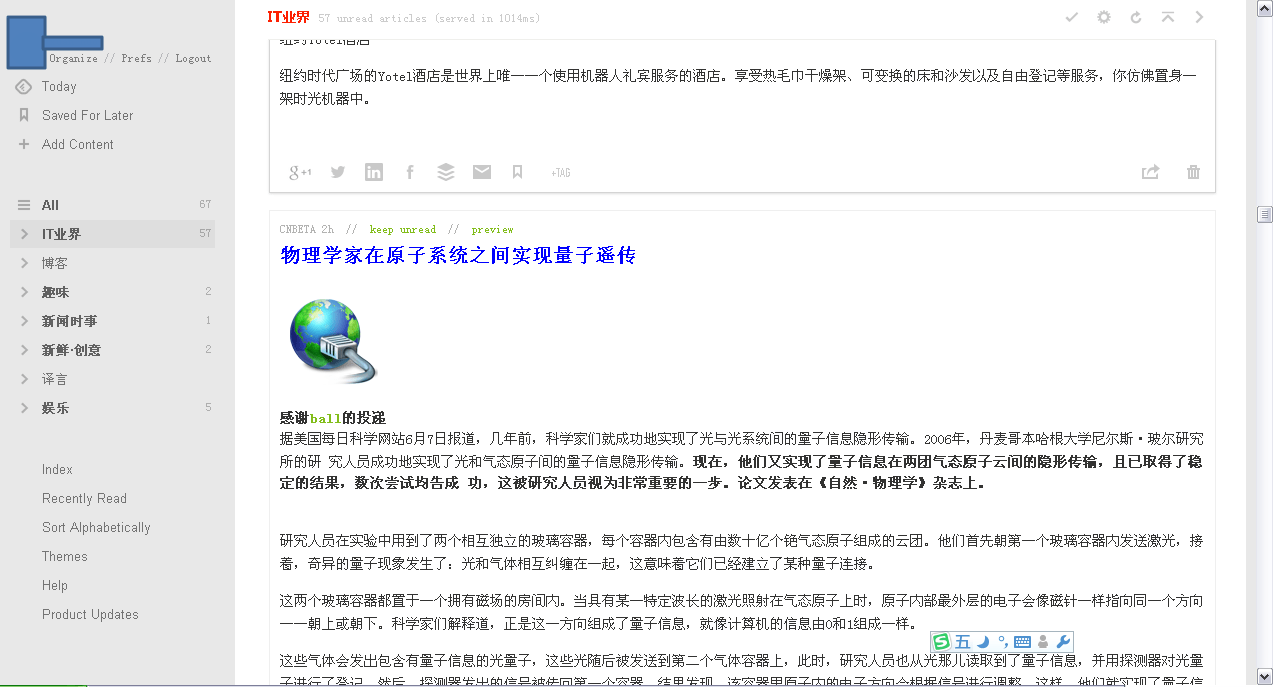 Organize // Prefs // Logout
Today
Saved For Later
Add Content
All 67
IT业界 57
博客
趣味 2
新闻时事 1
新鲜·创意 2
译言
娱乐 5
Index
Recently Read
Sort Alphabetically
Themes
Help
Product Updates
IT业界 57 unread articles (served in 1014ms)
纽约Yotel酒店
纽约时代广场的Yotel酒店是世界上唯一一个使用机器人礼宾服务的酒店。享受热毛巾干燥架、可变换的床和沙发以及自由登记等服务，你仿佛置身一
架时光机器中。
g+1 in f +TAG
CNBETA 2h // keep unread // preview
物理学家在原子系统之间实现量子遥传
感谢ball的投递
据美国每日科学网站6月7日报道，几年前，科学家们就成功地实现了光与光系统间的量子信息隐形传输。2006年，丹麦哥本哈根大学尼尔斯·玻尔研究
所的研 究人员成功地实现了光和气态原子间的量子信息隐形传输。现在，他们又实现了量子信息在两团气态原子云间的隐形传输，且已取得了稳
定的结果，数次尝试均告成 功，这被研究人员视为非常重要的一步。论文发表在《自然·物理学》杂志上。
研究人员在实验中用到了两个相互独立的玻璃容器，每个容器内包含有由数十亿个铯气态原子组成的云团。他们首先朝第一个玻璃容器内发送激光，接
着，奇异的量子现象发生了：光和气体相互纠缠在一起，这意味着它们已经建立了某种量子连接。
这两个玻璃容器都置于一个拥有磁场的房间内。当具有某一特定波长的激光照射在气态原子上时，原子内部最外层的电子会像磁针一样指向同一个方向
——朝上或朝下。科学家们解释道，正是这一方向组成了量子信息，就像计算机的信息由0和1组成一样。
五
这些气体会发出包含有量子信息的光量子，这些光随后被发送到第二个气体容器上，此时，研究人员也从光那儿读取到了量子信息，并用探测器对光量
子进行了登记。然后，探测器发出的信号被传回第一个容器，结果发现，该容器里原子内的电子方向会根据信号进行调整。这样，他们就实现了量子信